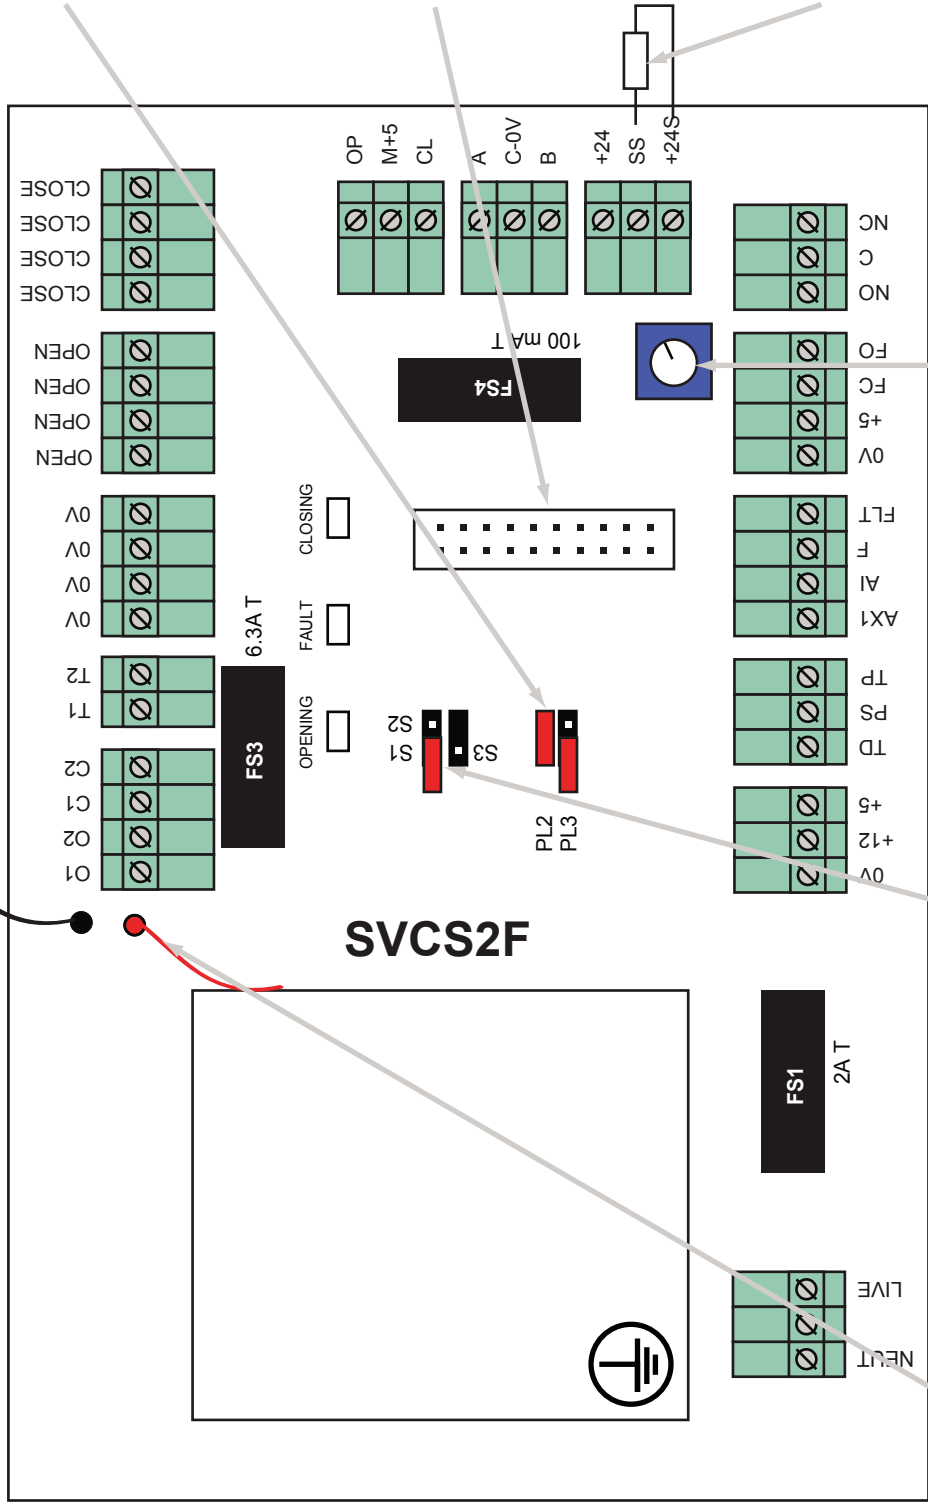 OP
M+5
CL
A
C-0V
B
+24
SS
+24S
CLOSE
CLOSE
CLOSE
CLOSE
OPEN
OPEN
OPEN
OPEN
0V
0V
0V
0V
T2
T1
C2
C1
O2
O1
100 mA T
FS4
CLOSING
FAULT
OPENING
6.3A T
FS3
S2
S1
S3
PL2
PL3
NC
C
NO
FO
FC
+5
0V
FLT
F
AI
AX1
TP
PS
TD
+5
+12
0V
SVCS2F
FS1
2A T
LIVE
NEUT